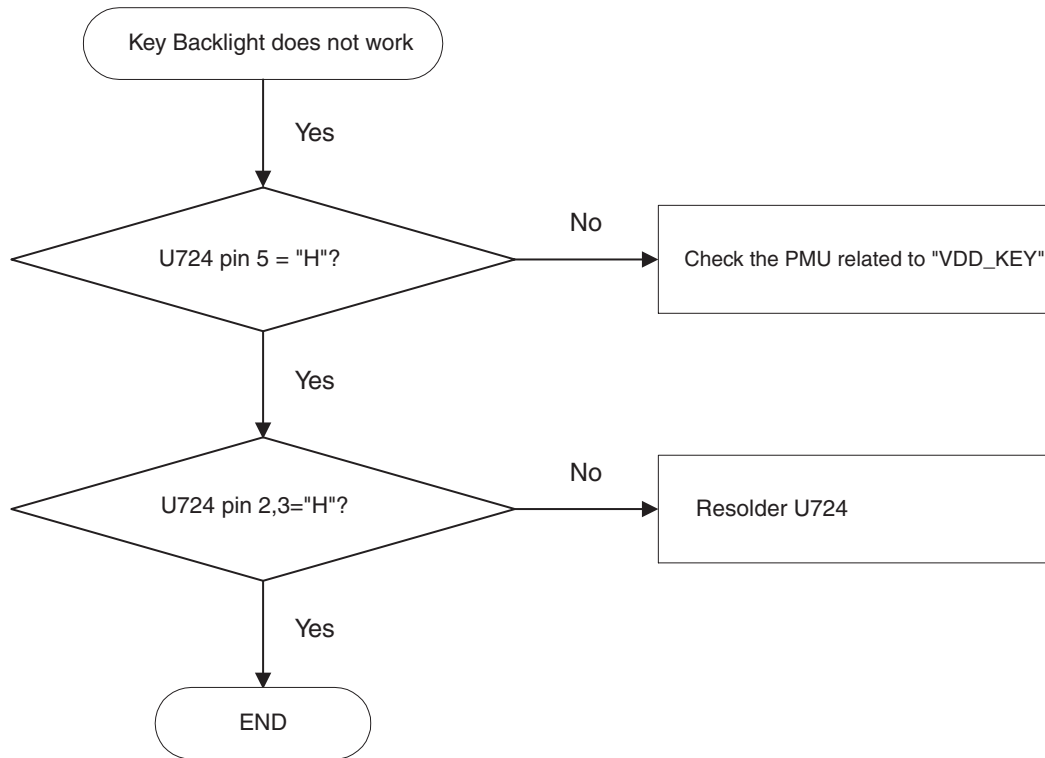 Key Backlight does not work
Yes
U724 pin 5 = "H"?
No
Check the PMU related to "VDD_KEY"
Yes
U724 pin 2,3="H"?
No
Resolder U724
Yes
END